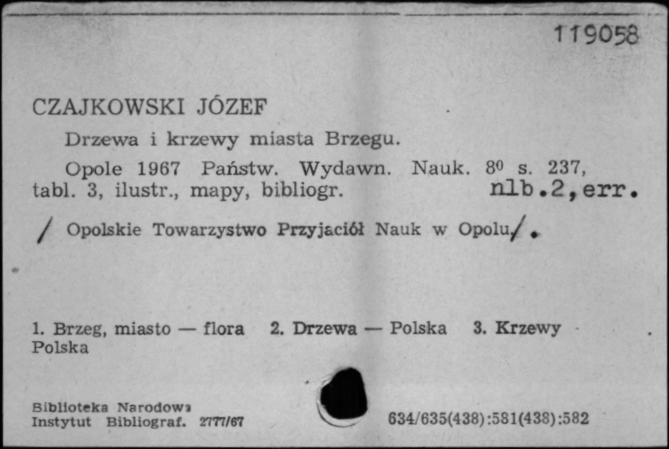 119058
CZAJKOWSKI JÓZEF
Drzewa i krzewy miasta Brzegu.
Opole 1967 Państw. Wydawn. Nauk. 8⁰ s. 237,
tabl. 3, ilustr., mapy, bibliogr. nlb.2,err.
/ Opolskie Towarzystwo Przyjaciół Nauk w Opolu/.
1. Brzeg, miasto — flora 2. Drzewa — Polska 3. Krzewy -
Polska
Biblioteka Narodowa
Instytut Bibliograf. 2777/67 634/635(438):581(438):582